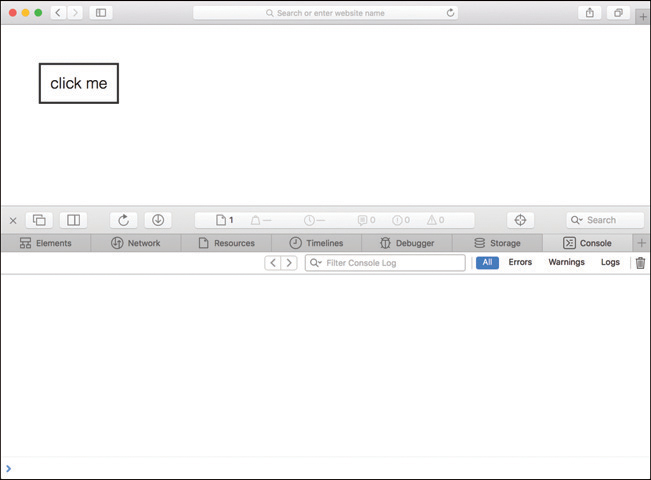 Search or enter website name
click me
1 — — 0 0 0 Search
Elements Network Resources Timelines Debugger Storage Console
Filter Console Log All Errors Warnings Logs